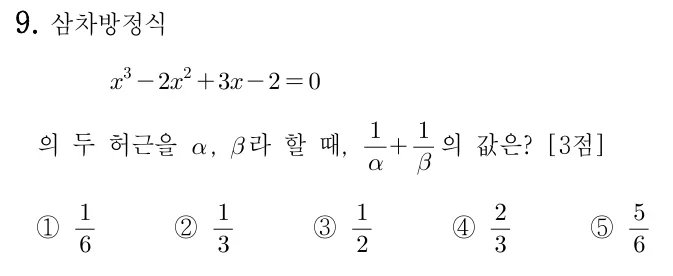 9. 삼차방정식
x³ − 2x² + 3x − 2 = 0
의 두 허근을 α, β라 할 때, 1/α + 1/β 의 값은? [3점]
① 1/6 ② 1/3 ③ 1/2 ④ 2/3 ⑤ 5/6